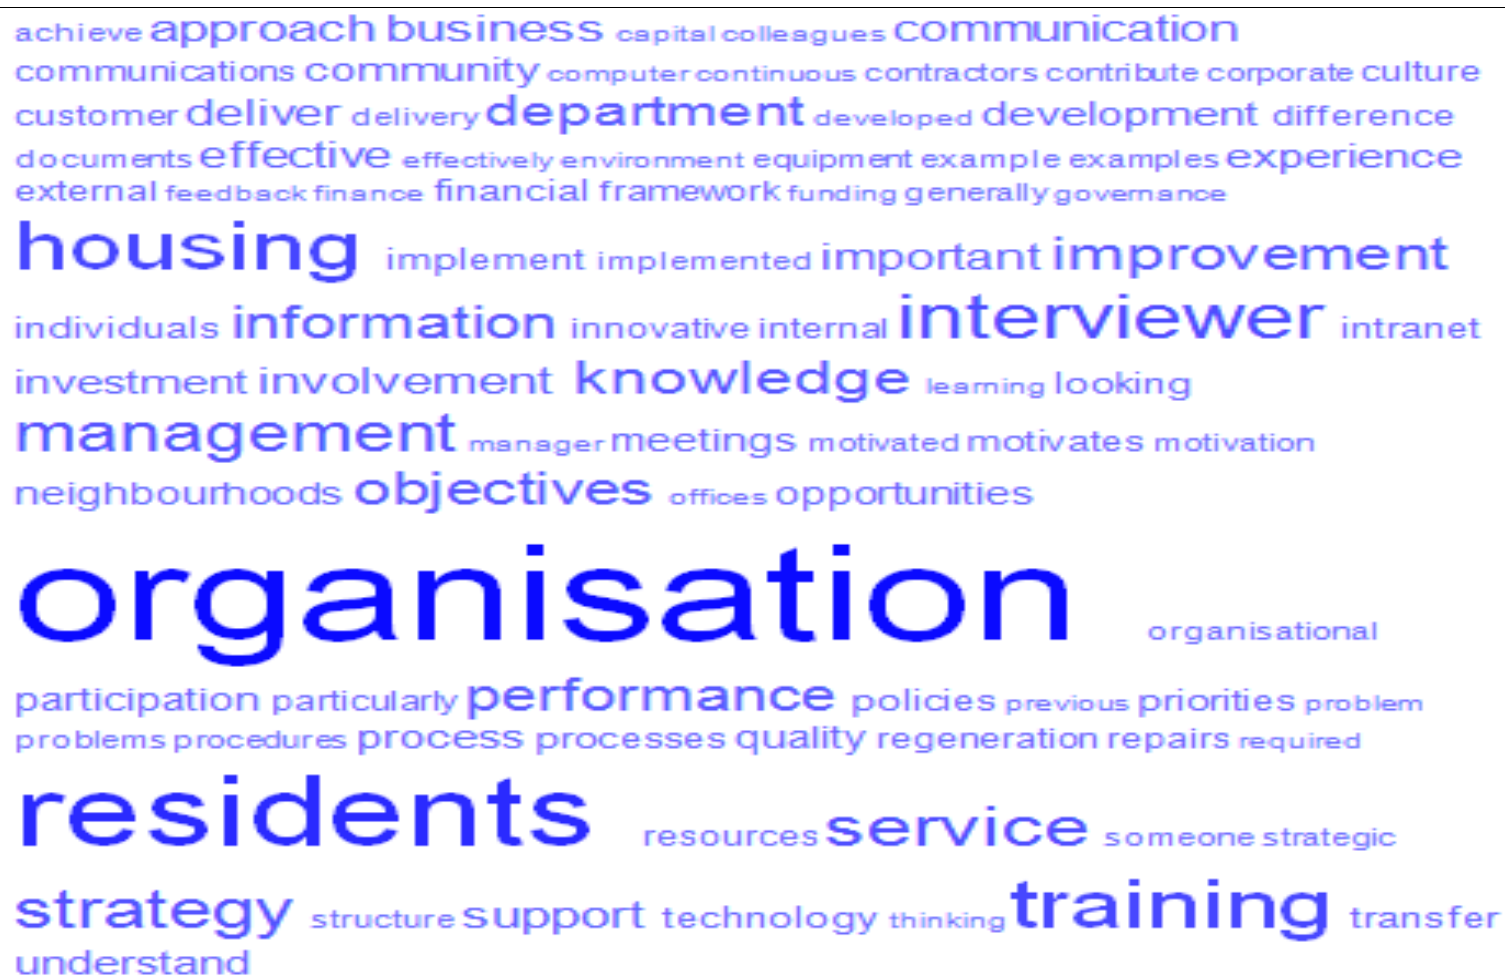 achieve approach business capital colleagues communication
communications community computer continuous contractors contribute corporate culture
customer deliver delivery department developed development difference
documents effective effectively environment equipment example examples experience
external feedback finance financial framework funding generally governance
housing implement implemented important improvement
individuals information innovative internal interviewer intranet
investment involvement knowledge learning looking
management manager meetings motivated motivates motivation
neighbourhoods objectives offices opportunities
organisation organisational
participation particularly performance policies previous priorities problem
problems procedures process processes quality regeneration repairs required
residents resources service someone strategic
strategy structure support technology thinking training transfer
understand